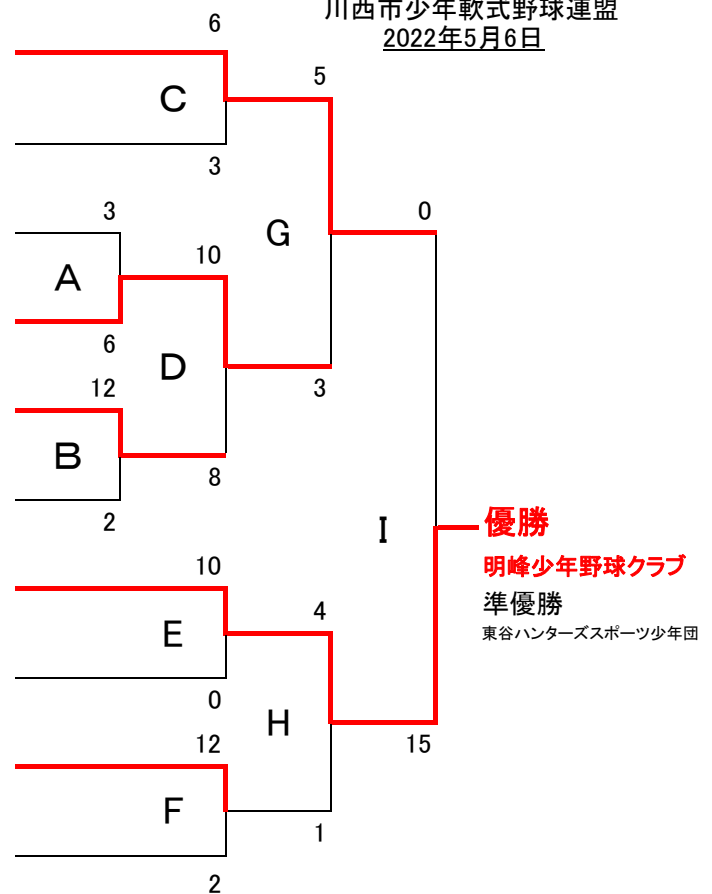 川西市少年軟式野球連盟
2022年5月6日
6
5
C
3
3
0
G
10
A
6
D
12
3
B
8
2
I
優勝
10
明峰少年野球クラブ
4
準優勝
E
東谷ハンターズスポーツ少年団
0
H
12
15
F
1
2